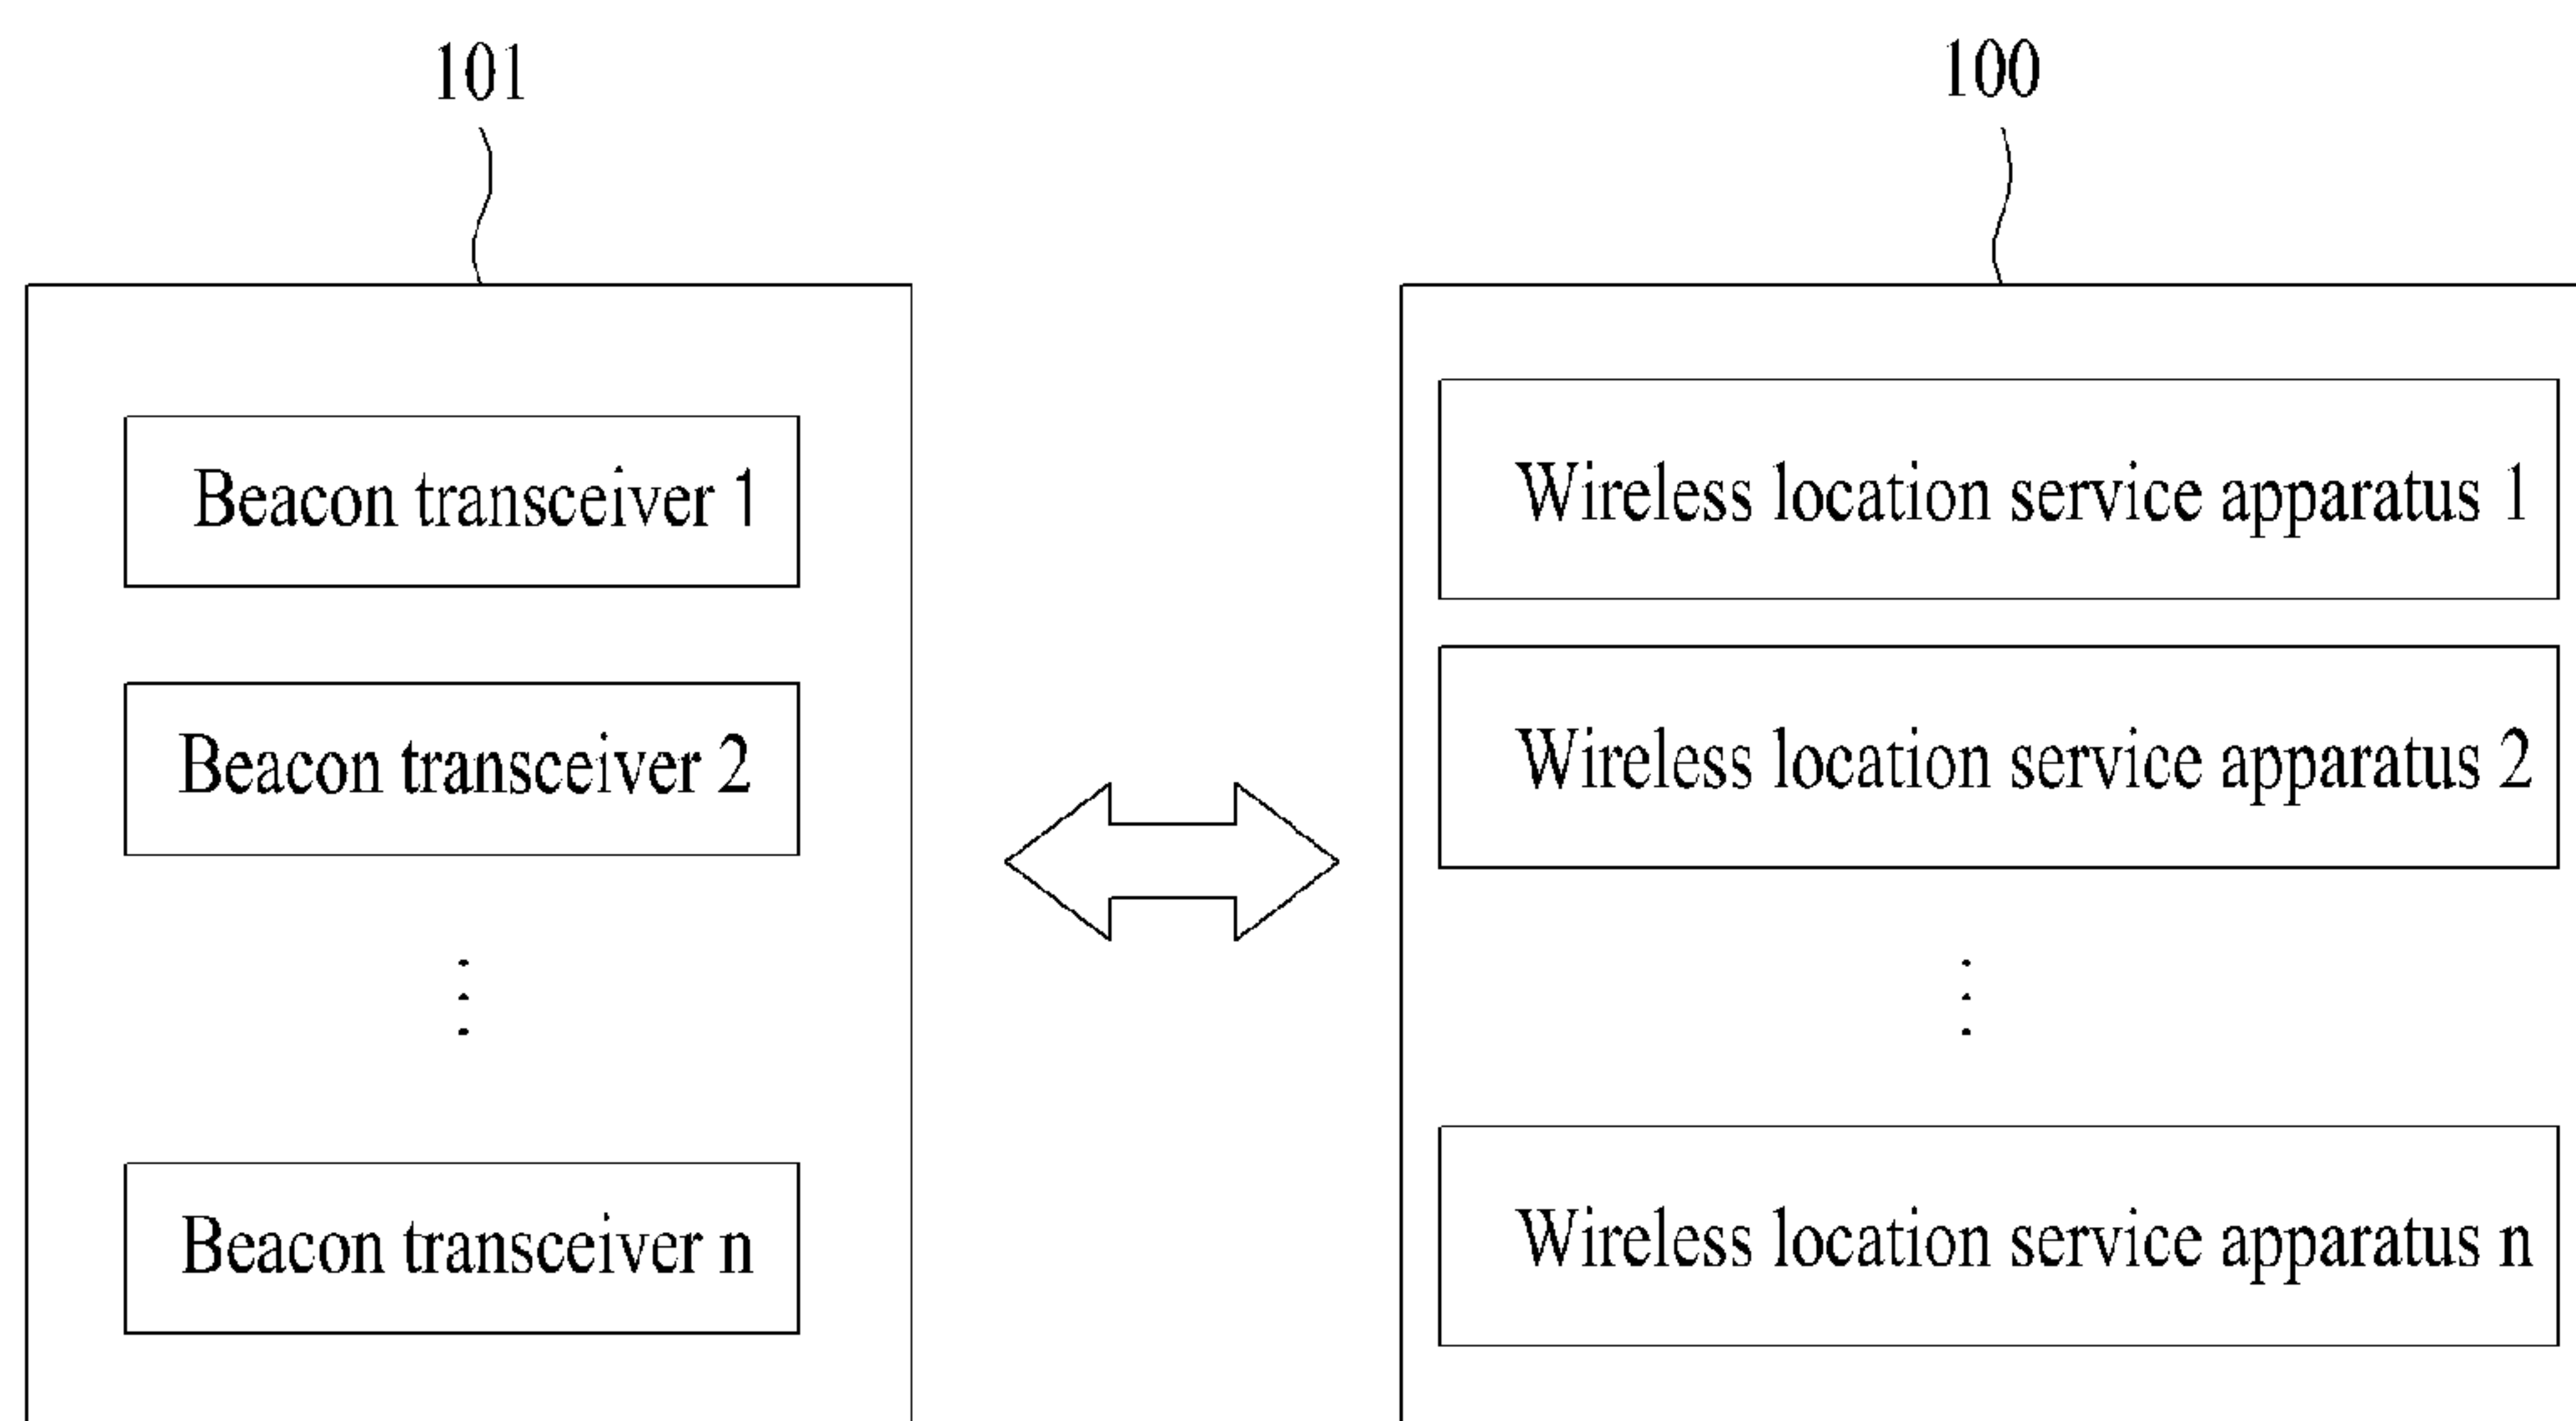 101
100
Beacon transceiver 1
Beacon transceiver 2
Beacon transceiver n
Wireless location service apparatus 1
Wireless location service apparatus 2
Wireless location service apparatus n